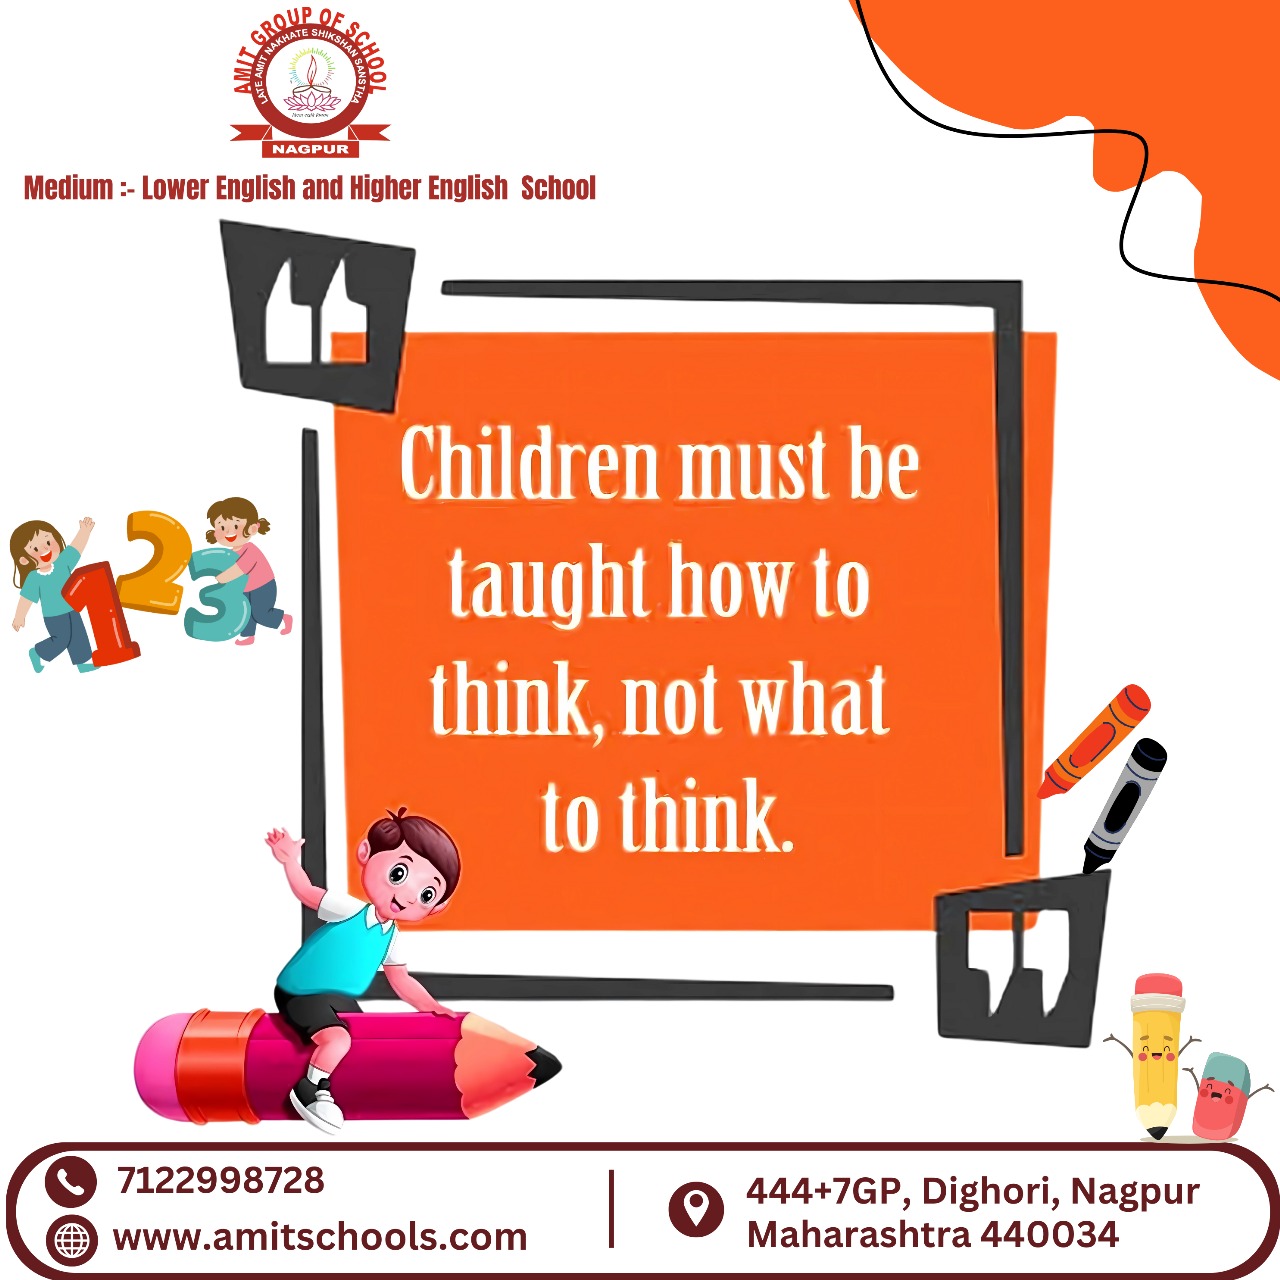 AMIT GROUP OF SCHOOL
LATE AMIT NAKHATE SHIKSHAN SANSTHA
NAGPUR
Medium :- Lower English and Higher English School
Children must be
taught how to
think, not what
to think.
123
7122998728
www.amitschools.com
444+7GP, Dighori, Nagpur
Maharashtra 440034